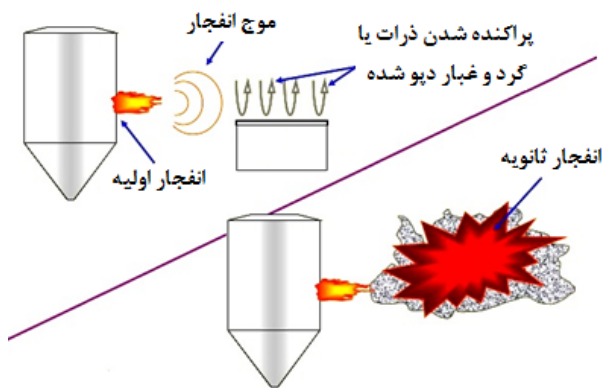 موج انفجار
پراکنده شدن ذرات یا
گرد و غبار دپو شده
انفجار اولیه
انفجار ثانویه